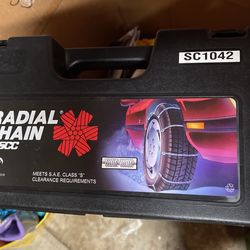 SC1042
RADIAL
CHAIN
SCC
MEETS S.A.E. CLASS "S"
CLEARANCE REQUIREMENTS